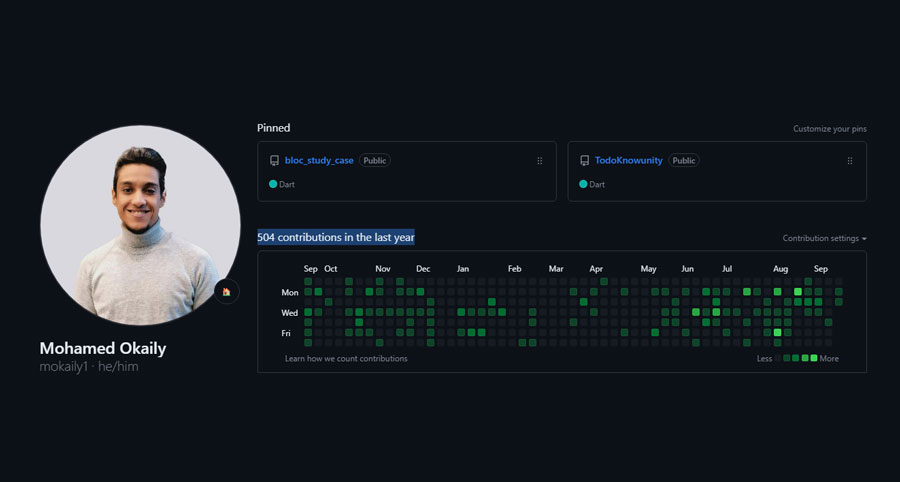 Pinned
Customize your pins
bloc_study_case Public
Dart
TodoKnowunity Public
Dart
504 contributions in the last year
Contribution settings
Sep Oct Nov Dec Jan Feb Mar Apr May Jun Jul Aug Sep
Mon
Wed
Fri
Learn how we count contributions
Less More
Mohamed Okaily
mokaily1 · he/him